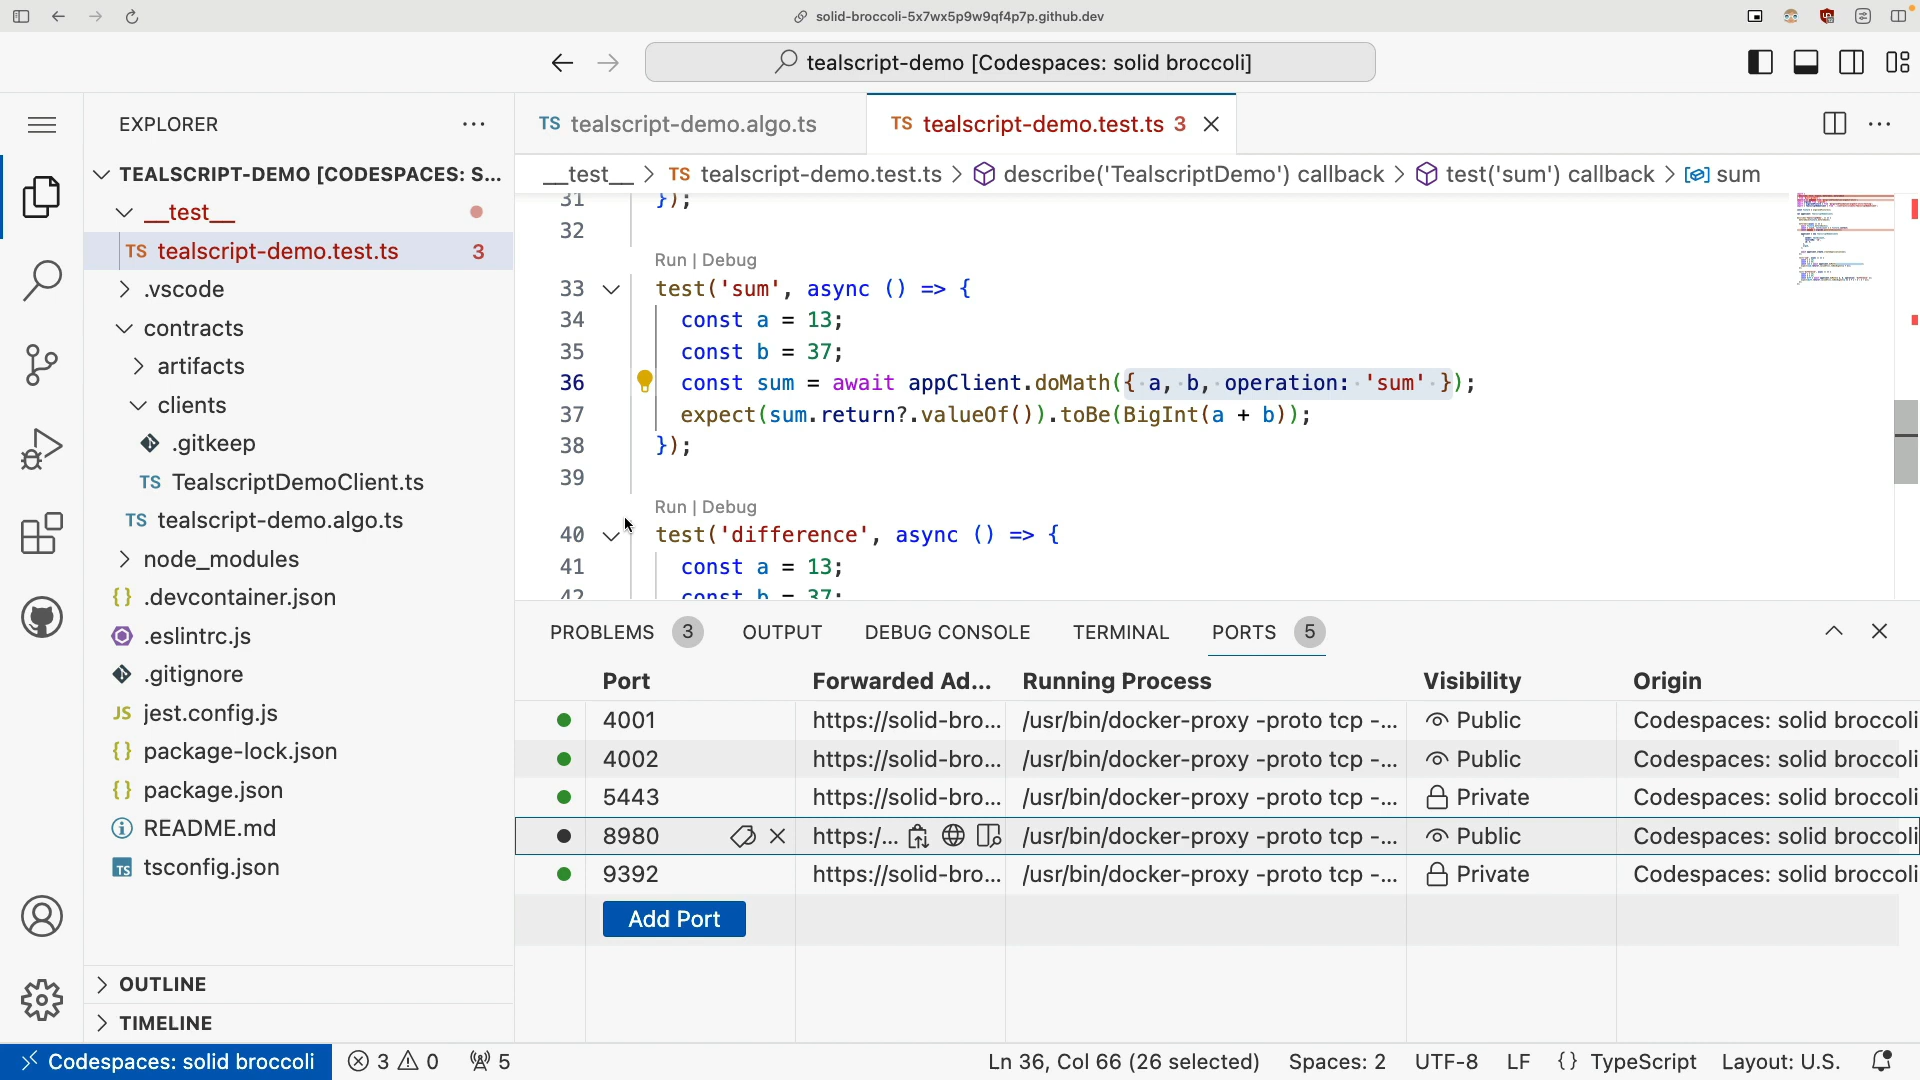 solid-broccoli-5x7wx5p9w9qf4p7p.github.dev
tealscript-demo [Codespaces: solid broccoli]
EXPLORER
TEALSCRIPT-DEMO [CODESPACES: S...
__test__
TS tealscript-demo.test.ts 3
.vscode
contracts
artifacts
clients
.gitkeep
TS TealscriptDemoClient.ts
TS tealscript-demo.algo.ts
node_modules
{} .devcontainer.json
.eslintrc.js
.gitignore
JS jest.config.js
{} package-lock.json
{} package.json
README.md
TS tsconfig.json
OUTLINE
TIMELINE
TS tealscript-demo.algo.ts
TS tealscript-demo.test.ts 3
__test__ > TS tealscript-demo.test.ts > describe('TealscriptDemo') callback > test('sum') callback > sum
31 });
32
Run | Debug
33 test('sum', async () => {
34 const a = 13;
35 const b = 37;
36 const sum = await appClient.doMath({ a, b, operation: 'sum' });
37 expect(sum.return?.valueOf()).toBe(BigInt(a + b));
38 });
39
Run | Debug
40 test('difference', async () => {
41 const a = 13;
42 const b = 37;
PROBLEMS 3 OUTPUT DEBUG CONSOLE TERMINAL PORTS 5
Port Forwarded Ad... Running Process Visibility Origin
4001 https://solid-bro... /usr/bin/docker-proxy -proto tcp -... Public Codespaces: solid broccoli
4002 https://solid-bro... /usr/bin/docker-proxy -proto tcp -... Public Codespaces: solid broccoli
5443 https://solid-bro... /usr/bin/docker-proxy -proto tcp -... Private Codespaces: solid broccoli
8980 https:/... /usr/bin/docker-proxy -proto tcp -... Public Codespaces: solid broccoli
9392 https://solid-bro... /usr/bin/docker-proxy -proto tcp -... Private Codespaces: solid broccoli
Add Port
Codespaces: solid broccoli 3 0 5 Ln 36, Col 66 (26 selected) Spaces: 2 UTF-8 LF {} TypeScript Layout: U.S.